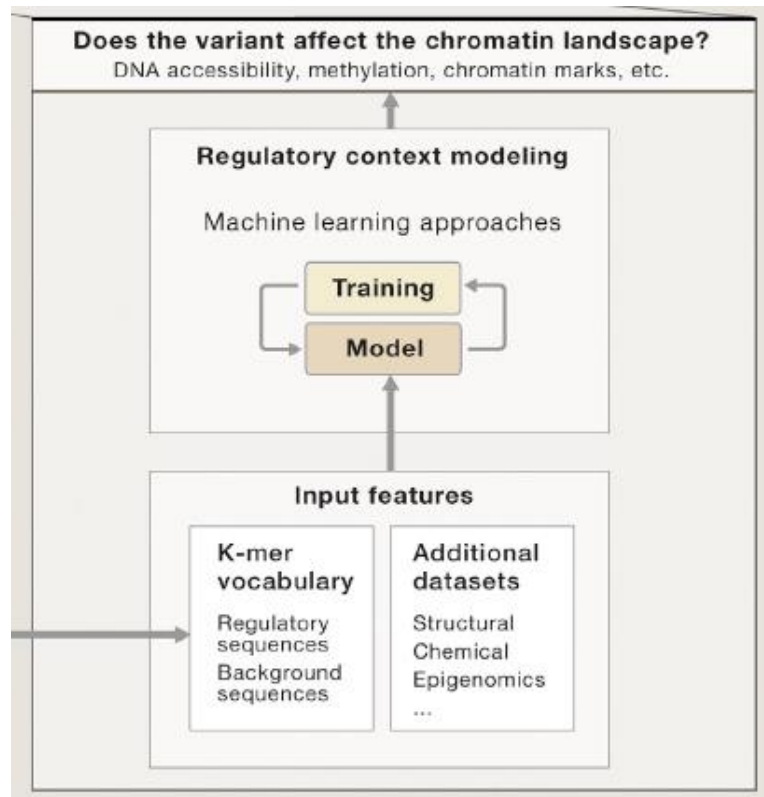 Does the variant affect the chromatin landscape?
DNA accessibility, methylation, chromatin marks, etc.
Regulatory context modeling
Machine learning approaches
Training
Model
Input features
K-mer
vocabulary
Regulatory
sequences
Background
sequences
Additional
datasets
Structural
Chemical
Epigenomics
...